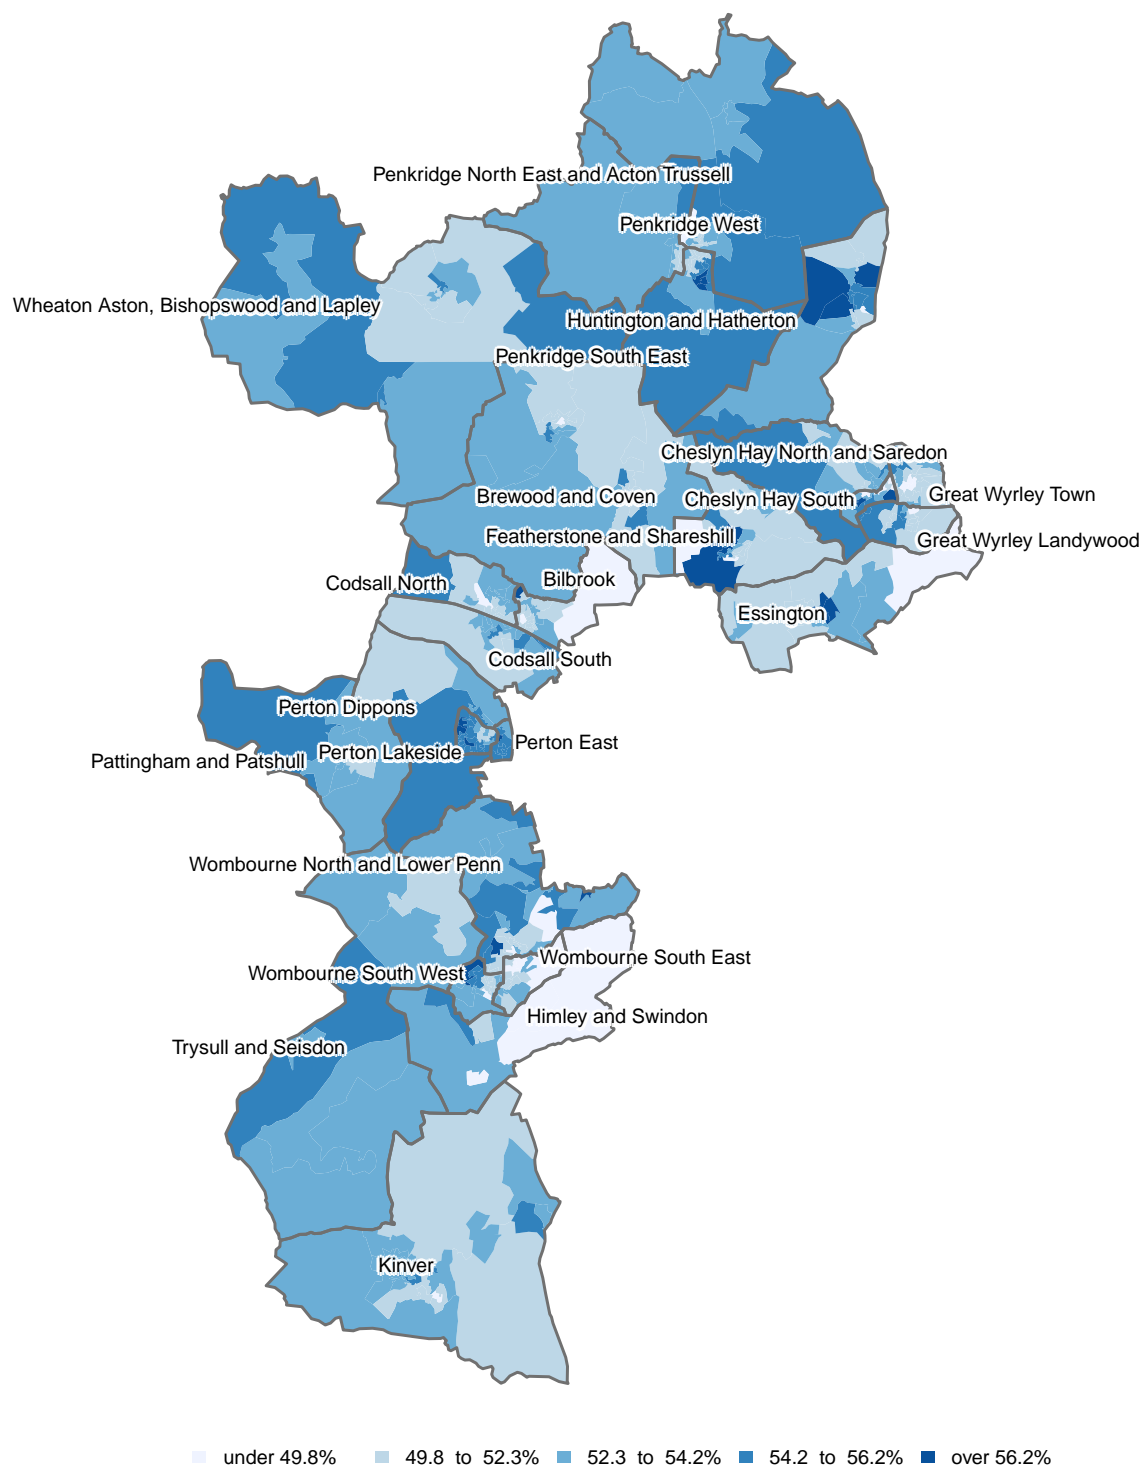 Penkridge North East and Acton Trussell
Penkridge West
Wheaton Aston, Bishopswood and Lapley
Huntington and Hatherton
Penkridge South East
Cheslyn Hay North and Saredon
Brewood and Coven
Cheslyn Hay South
Great Wyrley Town
Featherstone and Shareshill
Great Wyrley Landywood
Codsall North
Bilbrook
Essington
Codsall South
Perton Dippons
Perton East
Perton Lakeside
Pattingham and Patshull
Wombourne North and Lower Penn
Wombourne South East
Wombourne South West
Himley and Swindon
Trysull and Seisdon
Kinver
under 49.8% 49.8 to 52.3% 52.3 to 54.2% 54.2 to 56.2% over 56.2%